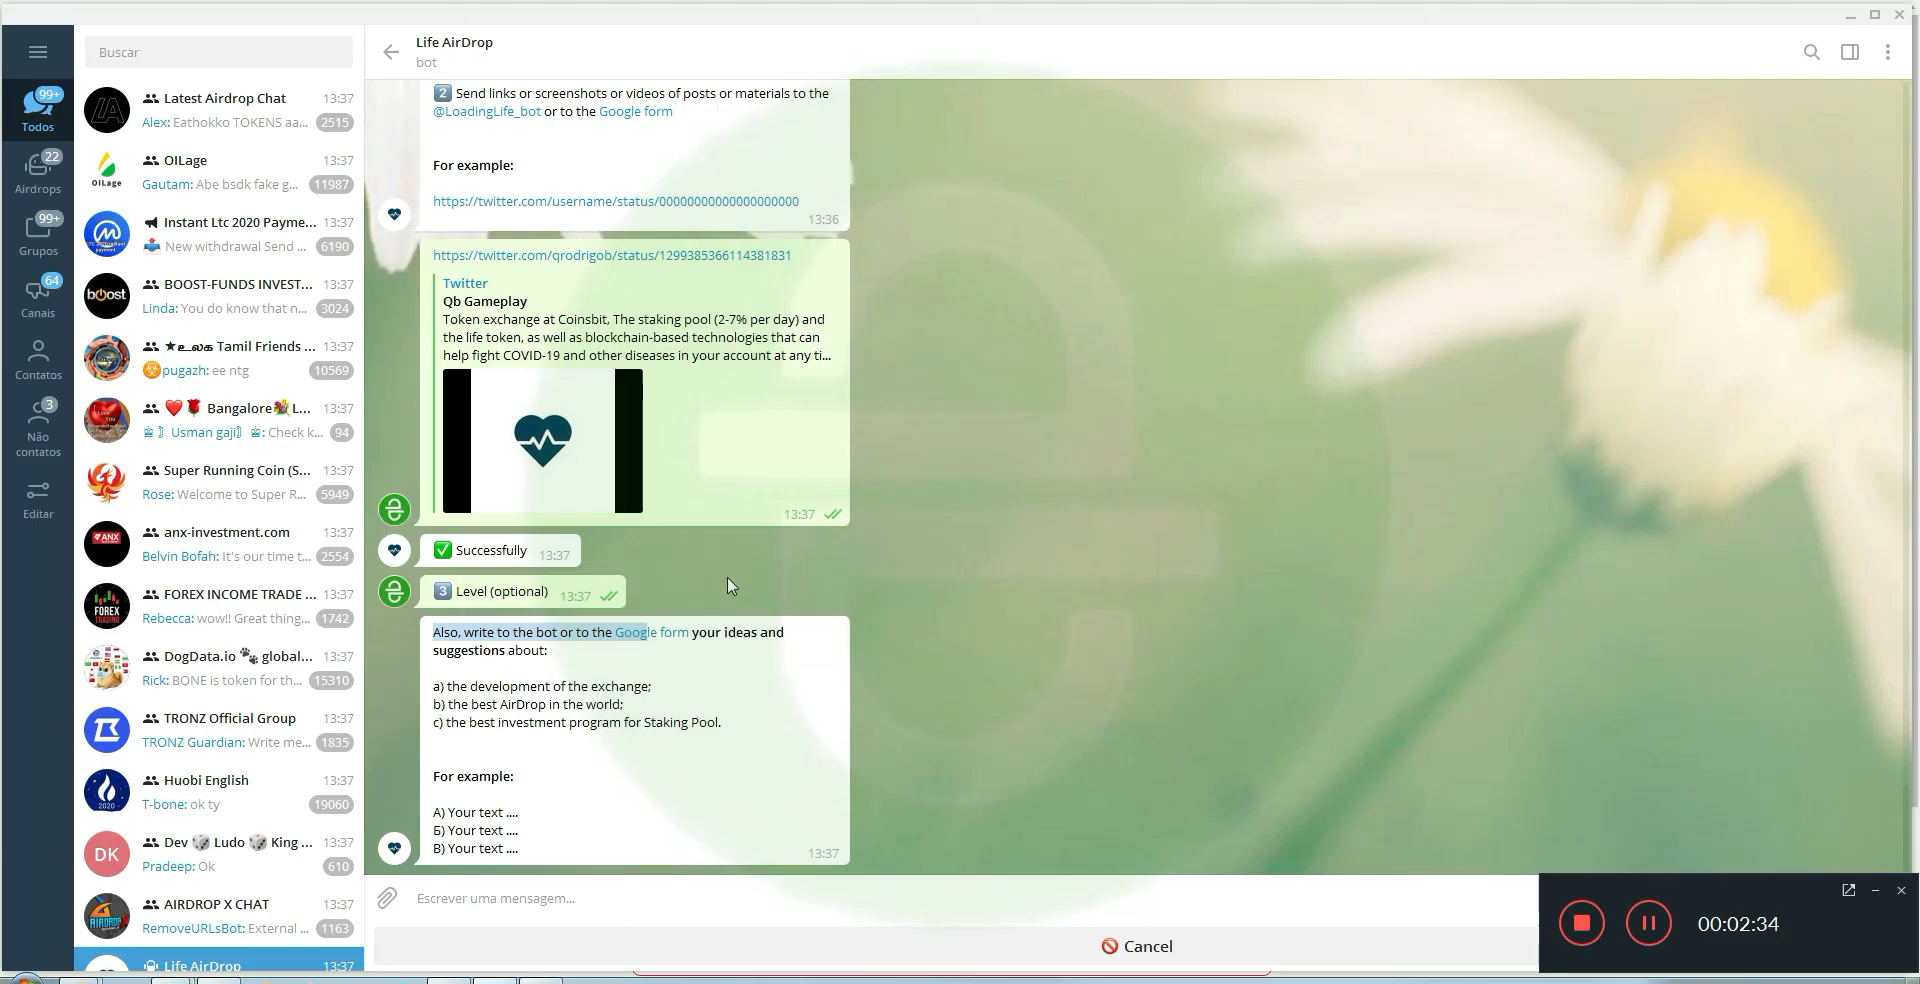 Buscar
Life AirDrop
bot
99+
Todos
22
Airdrops
99+
Grupos
64
Canais
Contatos
3
Não
contatos
Editar
Latest Airdrop Chat 13:37
Alex: Eathokko TOKENS aa... 2515
OILage 13:37
Gautam: Abe bsdk fake g... 11987
Instant Ltc 2020 Payme... 13:37
New withdrawal Send ... 6190
BOOST-FUNDS INVEST... 13:37
Linda: You do know that n... 3024
★உலக Tamil Friends ... 13:37
pugazh: ee ntg 10569
Bangalore L... 13:37
Usman gaji: Check k... 94
Super Running Coin (S... 13:37
Rose: Welcome to Super R... 5949
anx-investment.com 13:37
Belvin Bofah: It's our time t... 2554
FOREX INCOME TRADE ... 13:37
Rebecca: wow!! Great thing... 1742
DogData.io 🐾 global... 13:37
Rick: BONE is token for th... 15310
TRONZ Official Group 13:37
TRONZ Guardian: Write me... 1835
Huobi English 13:37
T-bone: ok ty 19060
Dev 🎲 Ludo 🎲 King ... 13:37
Pradeep: Ok 610
AIRDROP X CHAT 13:37
RemoveURLsBot: External ... 1163
Life AirDrop 13:37
OILage
boost
ANX
FOREX
TRADING
2020
DK
AIRDROP
2 Send links or screenshots or videos of posts or materials to the
@LoadingLife_bot or to the Google form
For example:
https://twitter.com/username/status/00000000000000000000
13:36
https://twitter.com/qrodrigob/status/1299385366114381831
Twitter
Qb Gameplay
Token exchange at Coinsbit, The staking pool (2-7% per day) and
the life token, as well as blockchain-based technologies that can
help fight COVID-19 and other diseases in your account at any ti...
13:37
✅ Successfully 13:37
3 Level (optional) 13:37
Also, write to the bot or to the Google form your ideas and
suggestions about:
a) the development of the exchange;
b) the best AirDrop in the world;
c) the best investment program for Staking Pool.
For example:
А) Your text ....
Б) Your text ....
В) Your text ....
13:37
Escrever uma mensagem...
🚫 Cancel
00:02:34